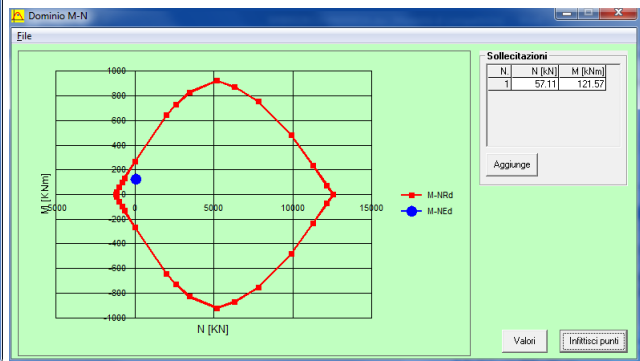 Dominio M-N
File
Sollecitazioni
N. N [kN] M [kNm]
1 57.11 121.57
Aggiunge
1000
800
600
400
200
0
-200
-400
-600
-800
-1000
-5000 0 5000 10000 15000
M [KNm]
N [KN]
M-NRd
M-NEd
Valori
Infittisci punti